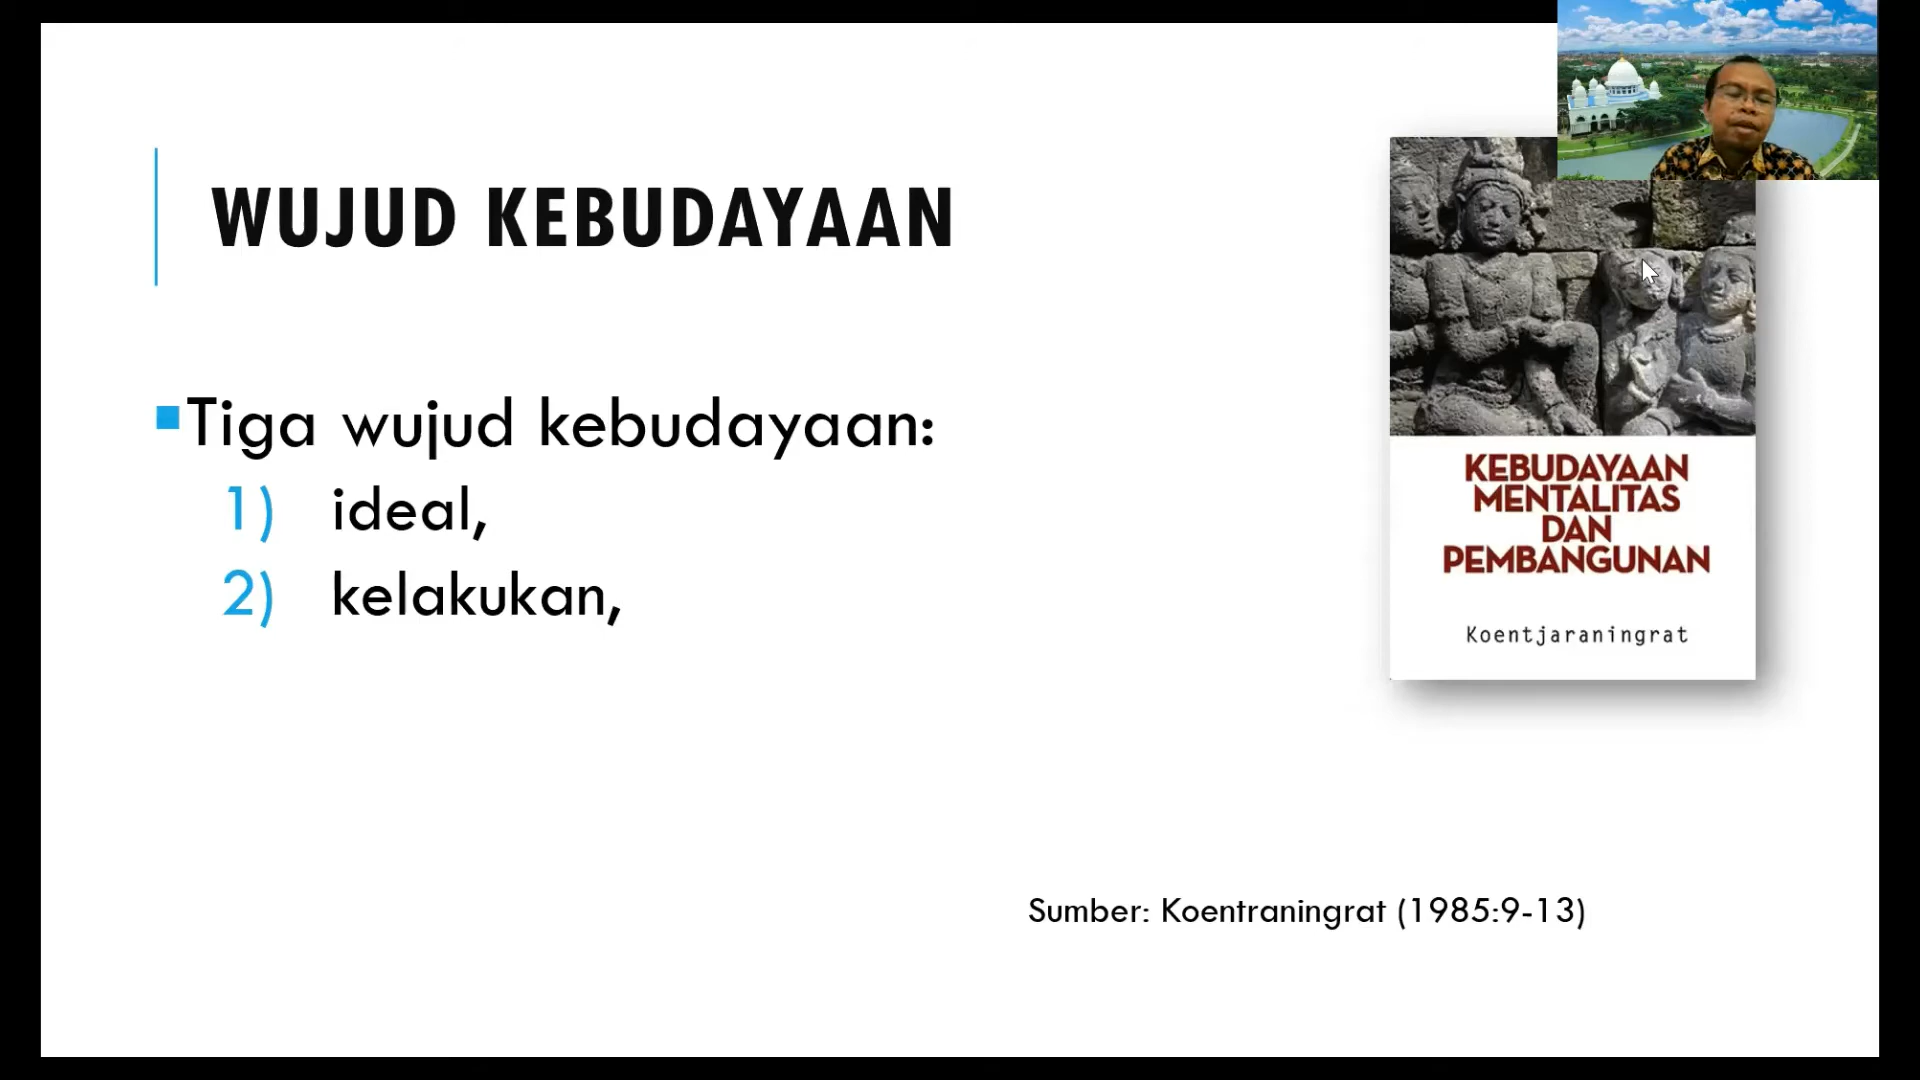 WUJUD KEBUDAYAAN
Tiga wujud kebudayaan:
1) ideal,
2) kelakukan,
KEBUDAYAAN
MENTALITAS
DAN
PEMBANGUNAN
Koentjaraningrat
Sumber: Koentraningrat (1985:9-13)